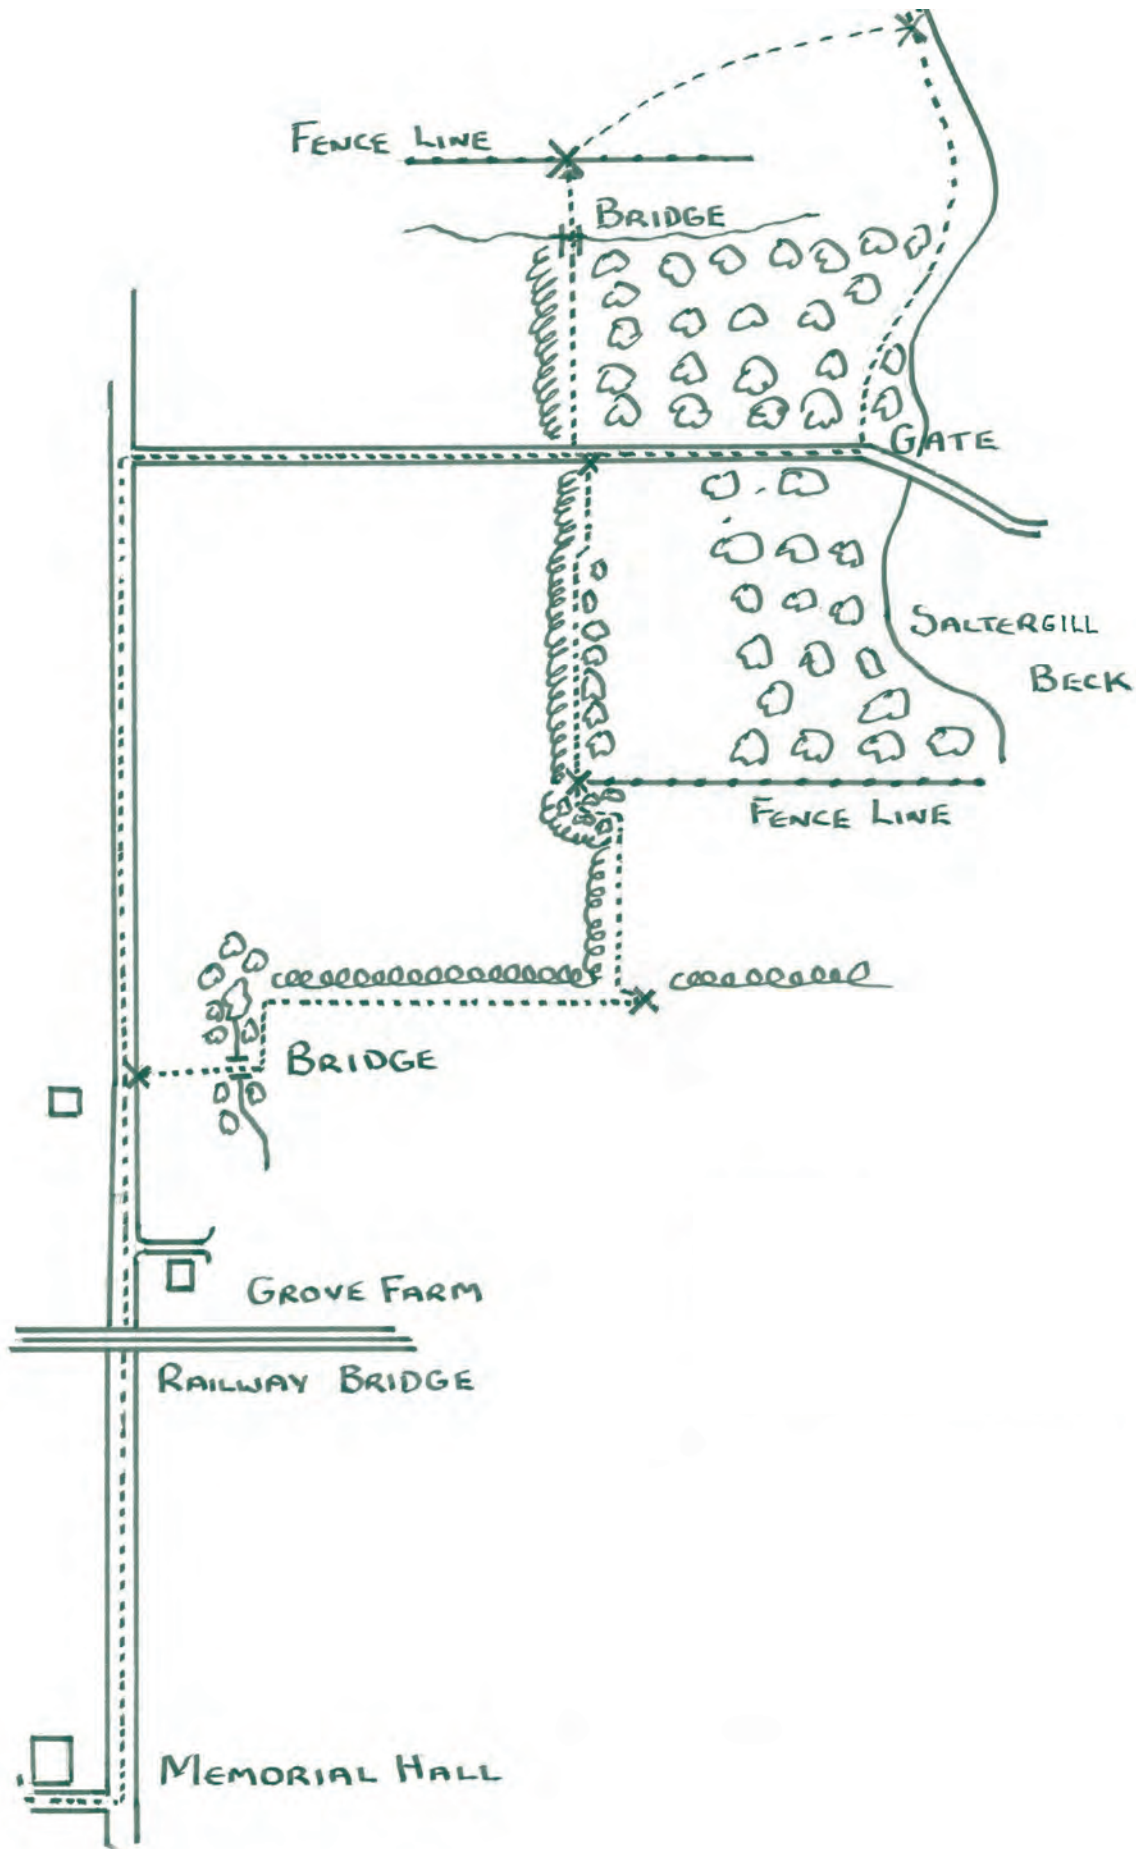 FENCE LINE
BRIDGE
GATE
SALTERGILL
BECK
FENCE LINE
BRIDGE
GROVE FARM
RAILWAY BRIDGE
MEMORIAL HALL